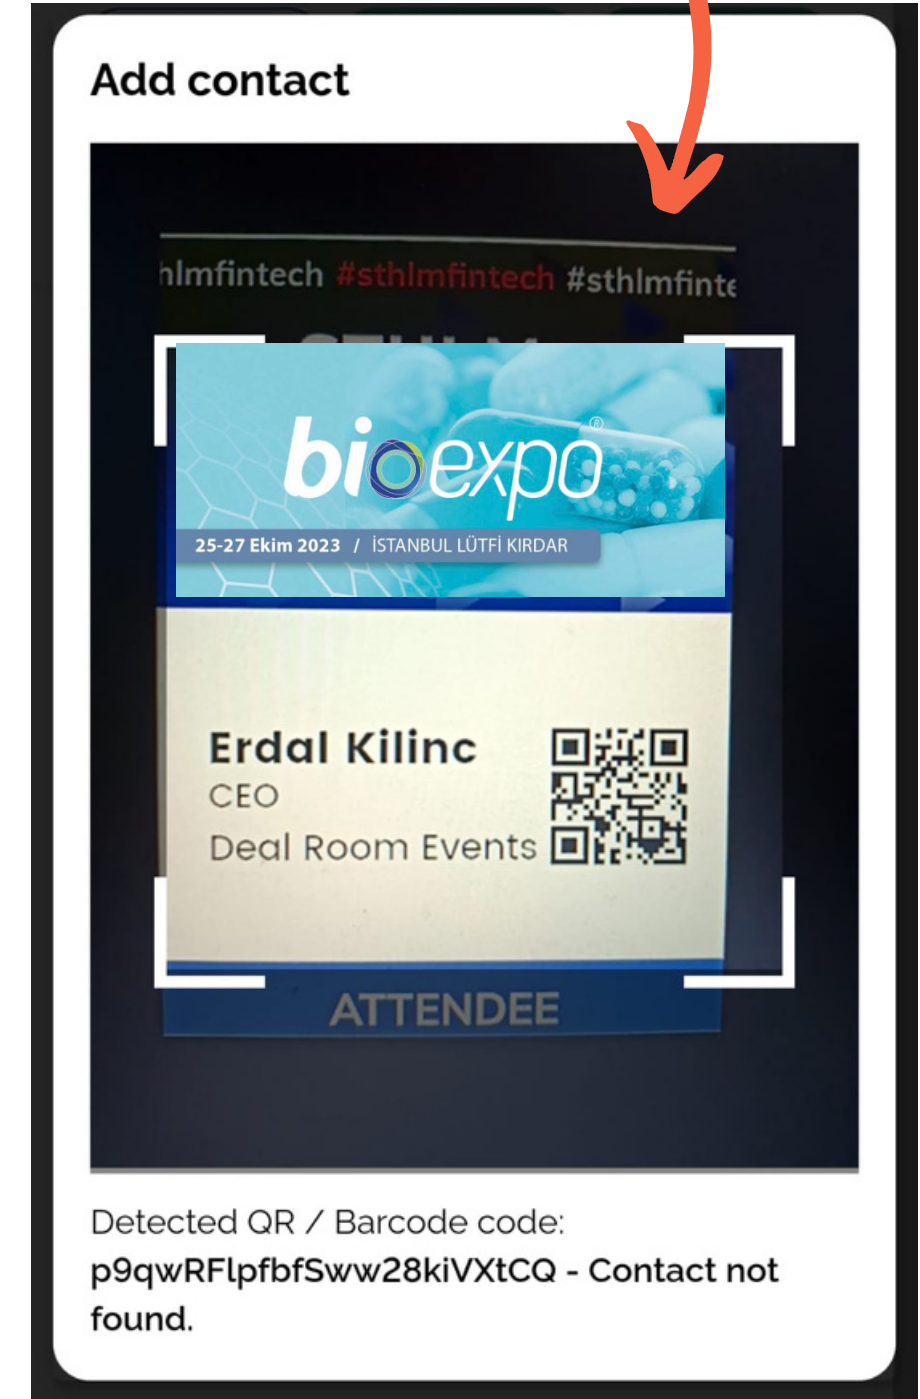 Add contact
hlmfintech #sthlmfintech #sthlmfinte
bioexpo®
25-27 Ekim 2023 / İSTANBUL LÜTFİ KIRDAR
Erdal Kilinc
CEO
Deal Room Events
ATTENDEE
Detected QR / Barcode code:
p9qwRFlpfbfSww28kiVXtCQ - Contact not
found.